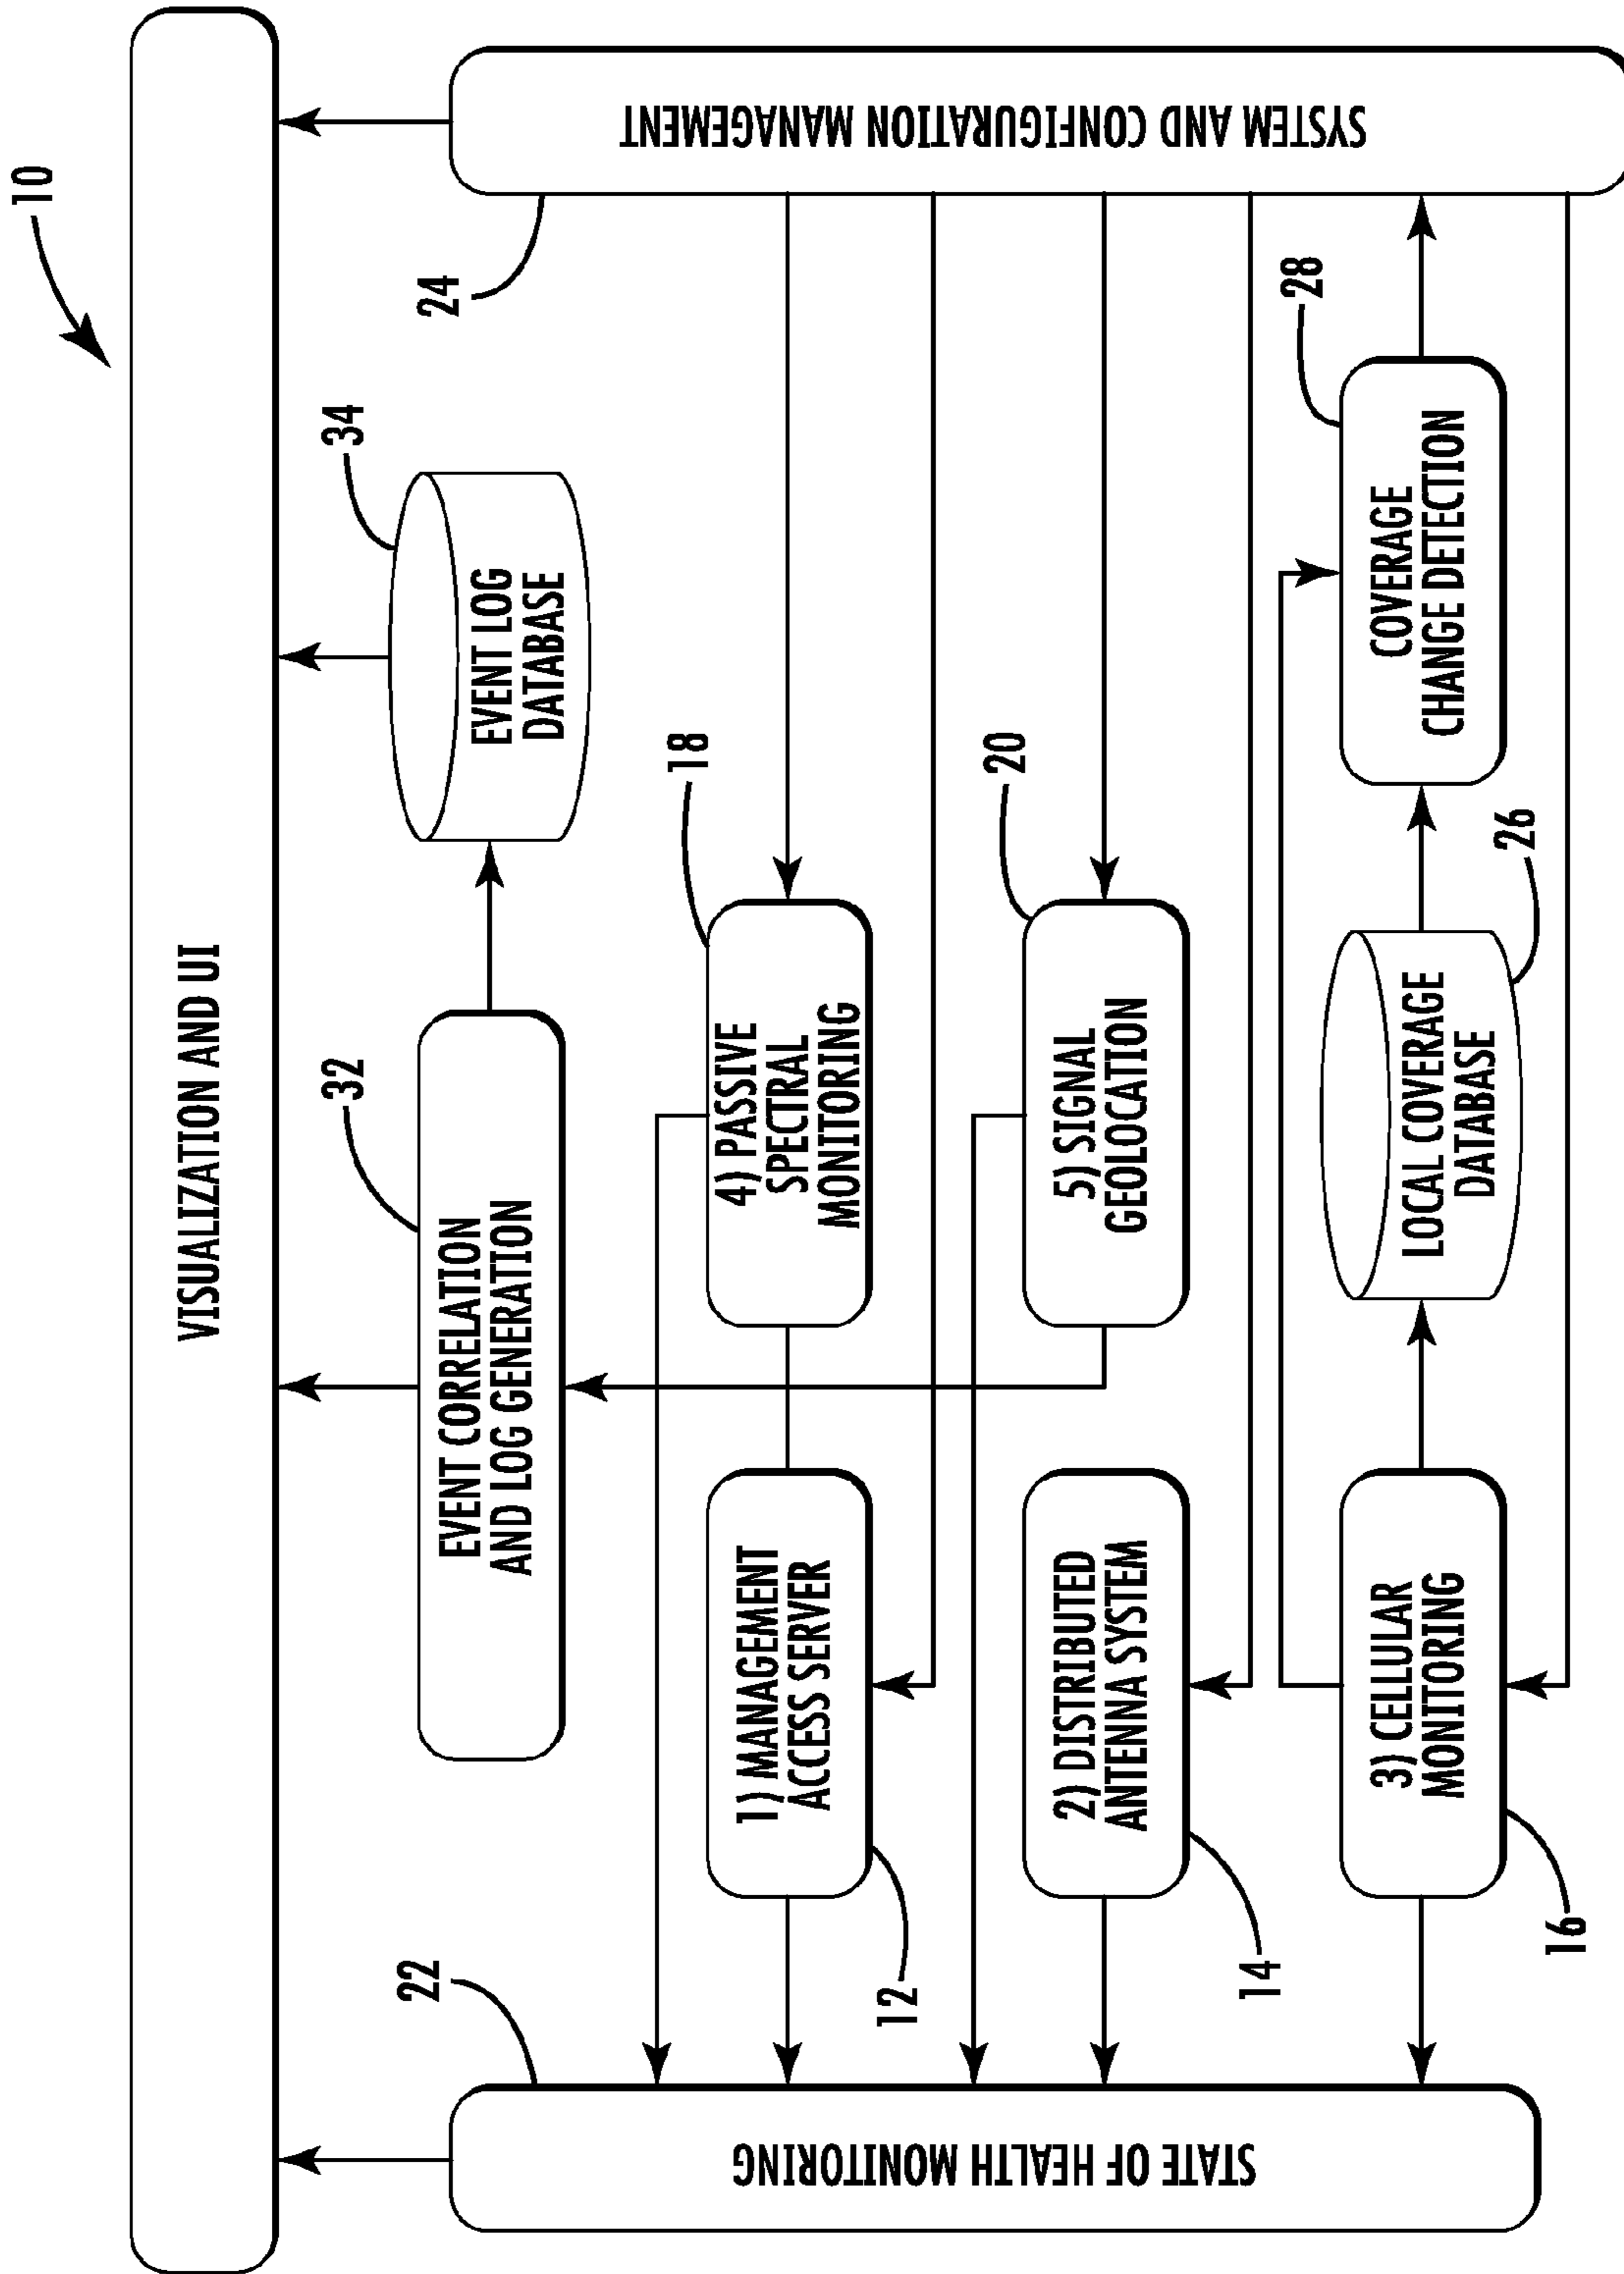 10
VISUALIZATION AND UI
22
STATE OF HEALTH MONITORING
32
EVENT CORRELATION
AND LOG GENERATION
34
EVENT LOG
DATABASE
24
SYSTEM AND CONFIGURATION MANAGEMENT
1) MANAGEMENT
ACCESS SERVER
12
18
4) PASSIVE
SPECTRAL
MONITORING
2) DISTRIBUTED
ANTENNA SYSTEM
14
20
5) SIGNAL
GEOLOCATION
3) CELLULAR
MONITORING
16
LOCAL COVERAGE
DATABASE
26
28
COVERAGE
CHANGE DETECTION